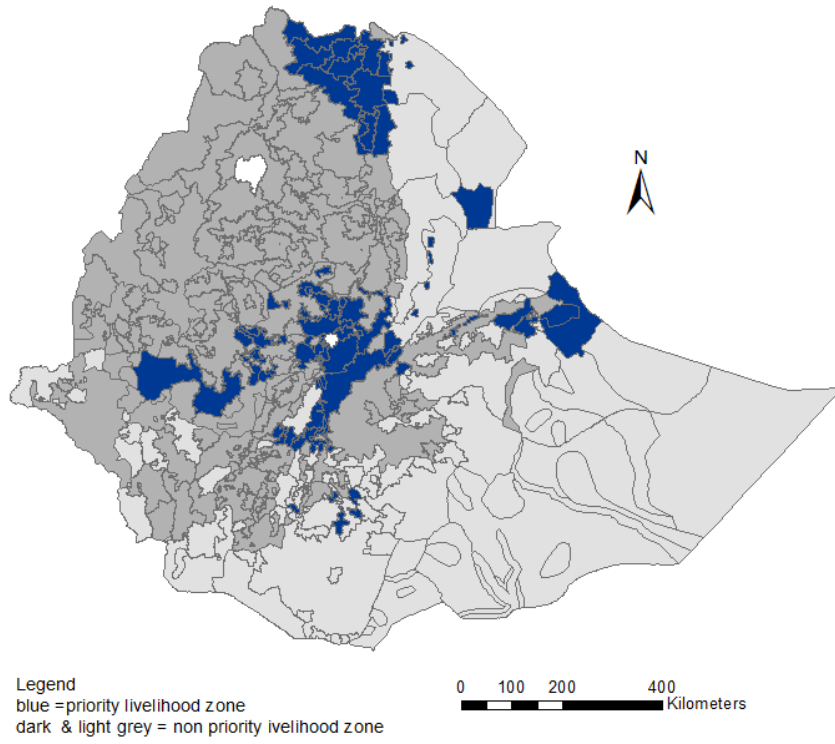 N
Legend
blue =priority livelihood zone
dark & light grey = non priority ivelihood zone
0 100 200 400
Kilometers